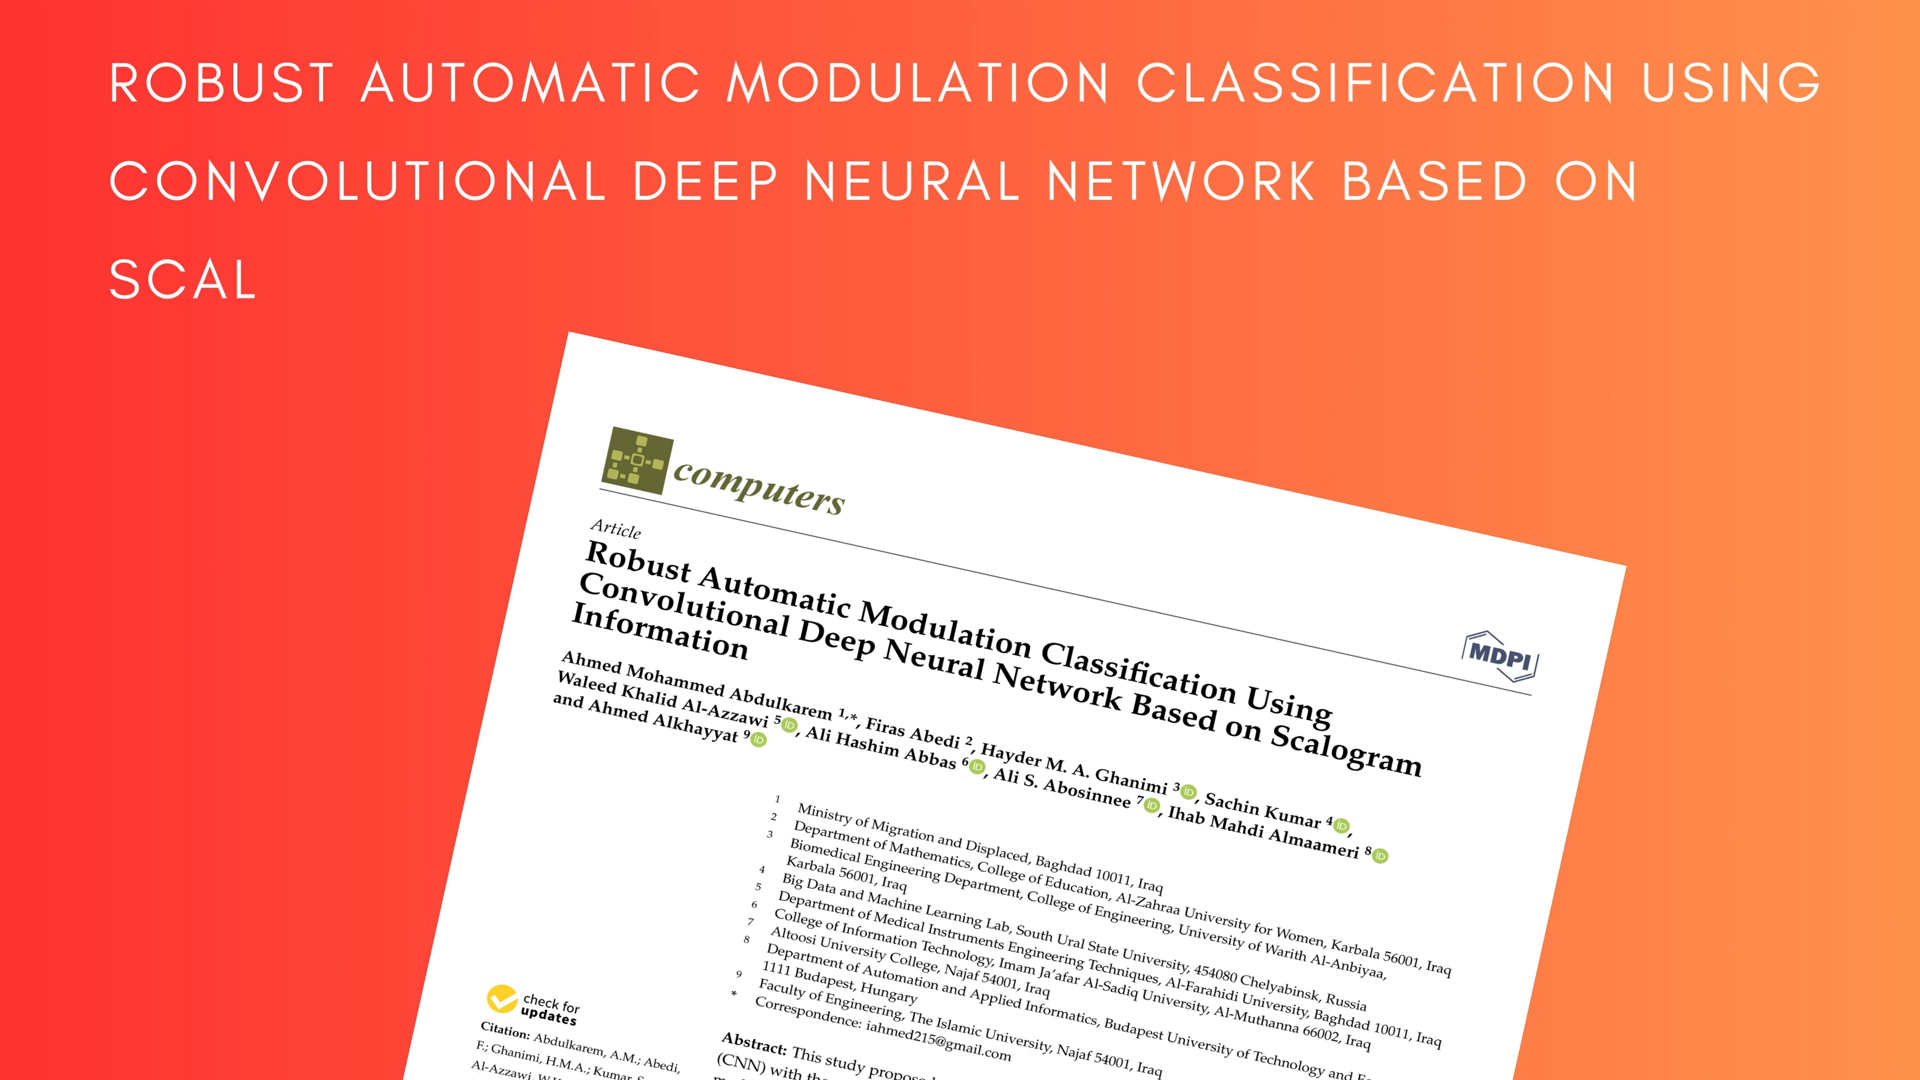 ROBUST AUTOMATIC MODULATION CLASSIFICATION USING
CONVOLUTIONAL DEEP NEURAL NETWORK BASED ON
SCAL
computers
MDPI
Article
Robust Automatic Modulation Classification Using
Convolutional Deep Neural Network Based on Scalogram
Information
Ahmed Mohammed Abdulkarem 1,*, Firas Abedi 2, Hayder M. A. Ghanimi 3 iD, Sachin Kumar 4 iD,
Waleed Khalid Al-Azzawi 5 iD, Ali Hashim Abbas 6 iD, Ali S. Abosinnee 7 iD, Ihab Mahdi Almaameri 8 iD
and Ahmed Alkhayyat 9 iD
1 Ministry of Migration and Displaced, Baghdad 10011, Iraq
2 Department of Mathematics, College of Education, Al-Zahraa University for Women, Karbala 56001, Iraq
3 Biomedical Engineering Department, College of Engineering, University of Warith Al-Anbiyaa,
Karbala 56001, Iraq
4 Big Data and Machine Learning Lab, South Ural State University, 454080 Chelyabinsk, Russia
5 Department of Medical Instruments Engineering Techniques, Al-Farahidi University, Baghdad 10011, Iraq
6 College of Information Technology, Imam Ja'afar Al-Sadiq University, Al-Muthanna 66002, Iraq
7 Altoosi University College, Najaf 54001, Iraq
8 Department of Automation and Applied Informatics, Budapest University of Technology and
1111 Budapest, Hungary
9 Faculty of Engineering, The Islamic University, Najaf 54001, Iraq
* Correspondence: iahmed215@gmail.com
check for
updates
Citation: Abdulkarem, A.M.; Abedi,
F.; Ghanimi, H.M.A.; Kumar,
Al-Azzawi,
Abstract: This study
(CNN) with